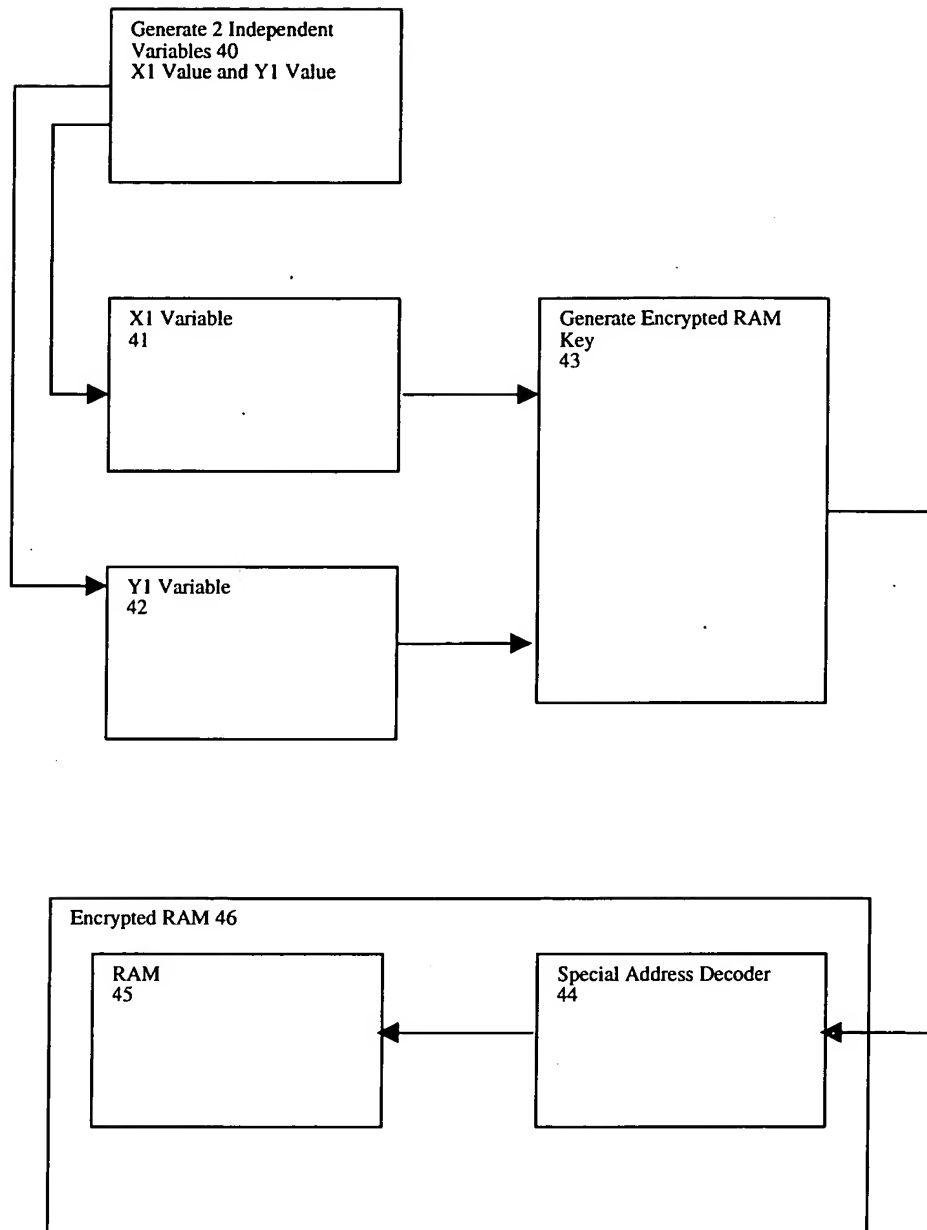 Generate 2 Independent
Variables 40
X1 Value and Y1 Value
X1 Variable
41
Generate Encrypted RAM
Key
43
Y1 Variable
42
Encrypted RAM 46
RAM
45
Special Address Decoder
44